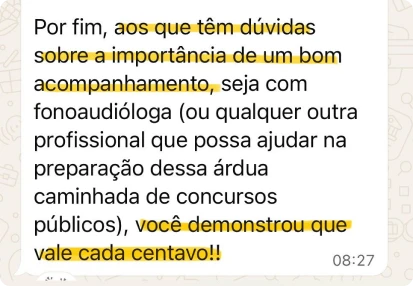 Por fim, aos que têm dúvidas
sobre a importância de um bom
acompanhamento, seja com
fonoaudióloga (ou qualquer outra
profissional que possa ajudar na
preparação dessa árdua
caminhada de concursos
públicos), você demonstrou que
vale cada centavo!!
08:27